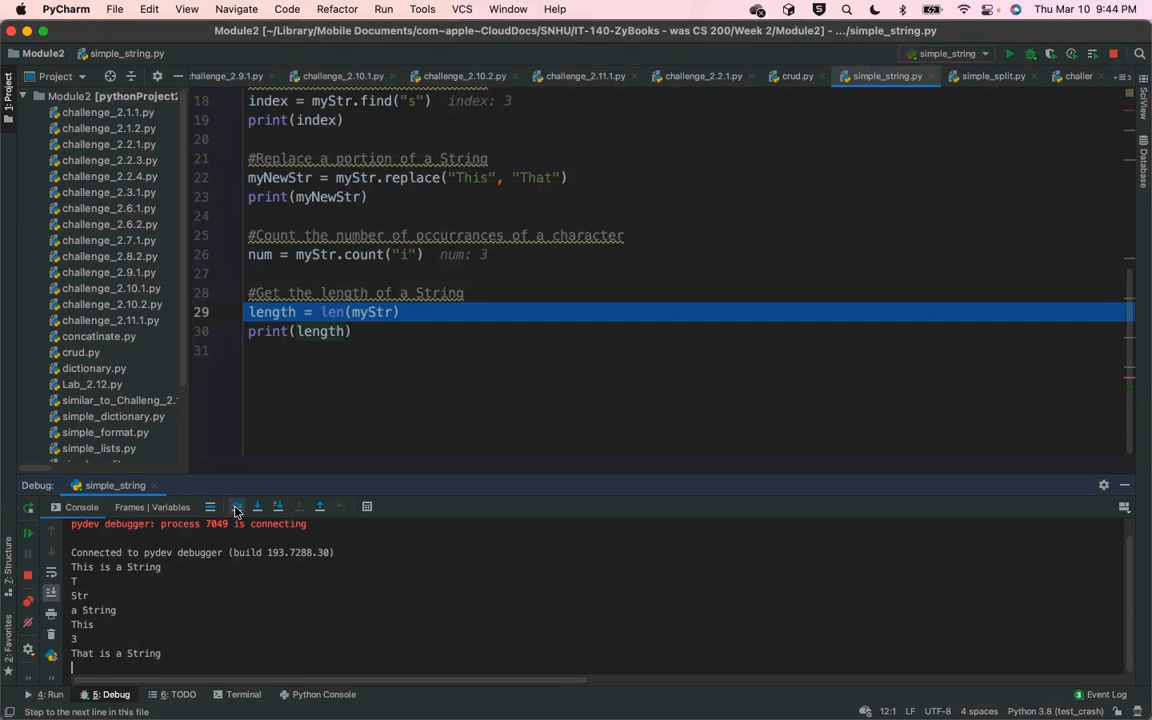 PyCharm File Edit View Navigate Code Refactor Run Tools VCS Window Help Thu Mar 10 9:44 PM
Module2 [~/Library/Mobile Documents/com~apple~CloudDocs/SNHU/IT-140-ZyBooks - was CS 200/Week 2/Module2] - .../simple_string.py
Module2 simple_string.py simple_string
Project challenge_2.9.1.py challenge_2.10.1.py challenge_2.10.2.py challenge_2.11.1.py challenge_2.2.1.py crud.py simple_string.py simple_split.py
1: Project
Module2 [pythonProject2
challenge_2.1.1.py
challenge_2.1.2.py
challenge_2.2.1.py
challenge_2.2.3.py
challenge_2.2.4.py
challenge_2.3.1.py
challenge_2.6.1.py
challenge_2.6.2.py
challenge_2.7.1.py
challenge_2.8.2.py
challenge_2.9.1.py
challenge_2.10.1.py
challenge_2.10.2.py
challenge_2.11.1.py
concatinate.py
crud.py
dictionary.py
Lab_2.12.py
similar_to_Challeng_2.
simple_dictionary.py
simple_format.py
simple_lists.py
18 index = myStr.find("s") index: 3
19 print(index)
20
21 #Replace a portion of a String
22 myNewStr = myStr.replace("This", "That")
23 print(myNewStr)
24
25 #Count the number of occurrances of a character
26 num = myStr.count("i") num: 3
27
28 #Get the length of a String
29 length = len(myStr)
30 print(length)
31
SciView
Database
Debug: simple_string
Console Frames | Variables
pydev debugger: process 7049 is connecting
Connected to pydev debugger (build 193.7288.30)
This is a String
T
Str
a String
This
3
That is a String
7: Structure
2: Favorites
4: Run 5: Debug 6: TODO Terminal Python Console 3 Event Log
Step to the next line in this file 12:1 LF UTF-8 4 spaces Python 3.8 (test_crash)